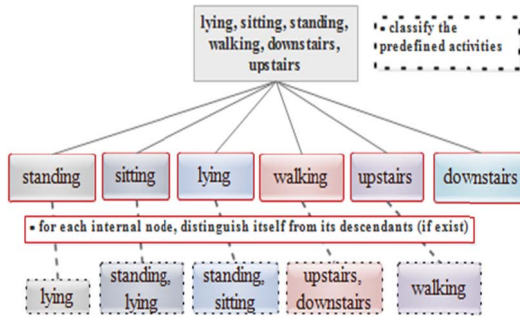 lying, sitting, standing,
walking, downstairs,
upstairs
▪ classify the
predefined activities
standing
sitting
lying
walking
upstairs
downstairs
▪ for each internal node, distinguish itself from its descendants (if exist)
lying
standing,
lying
standing,
sitting
upstairs,
downstairs
walking